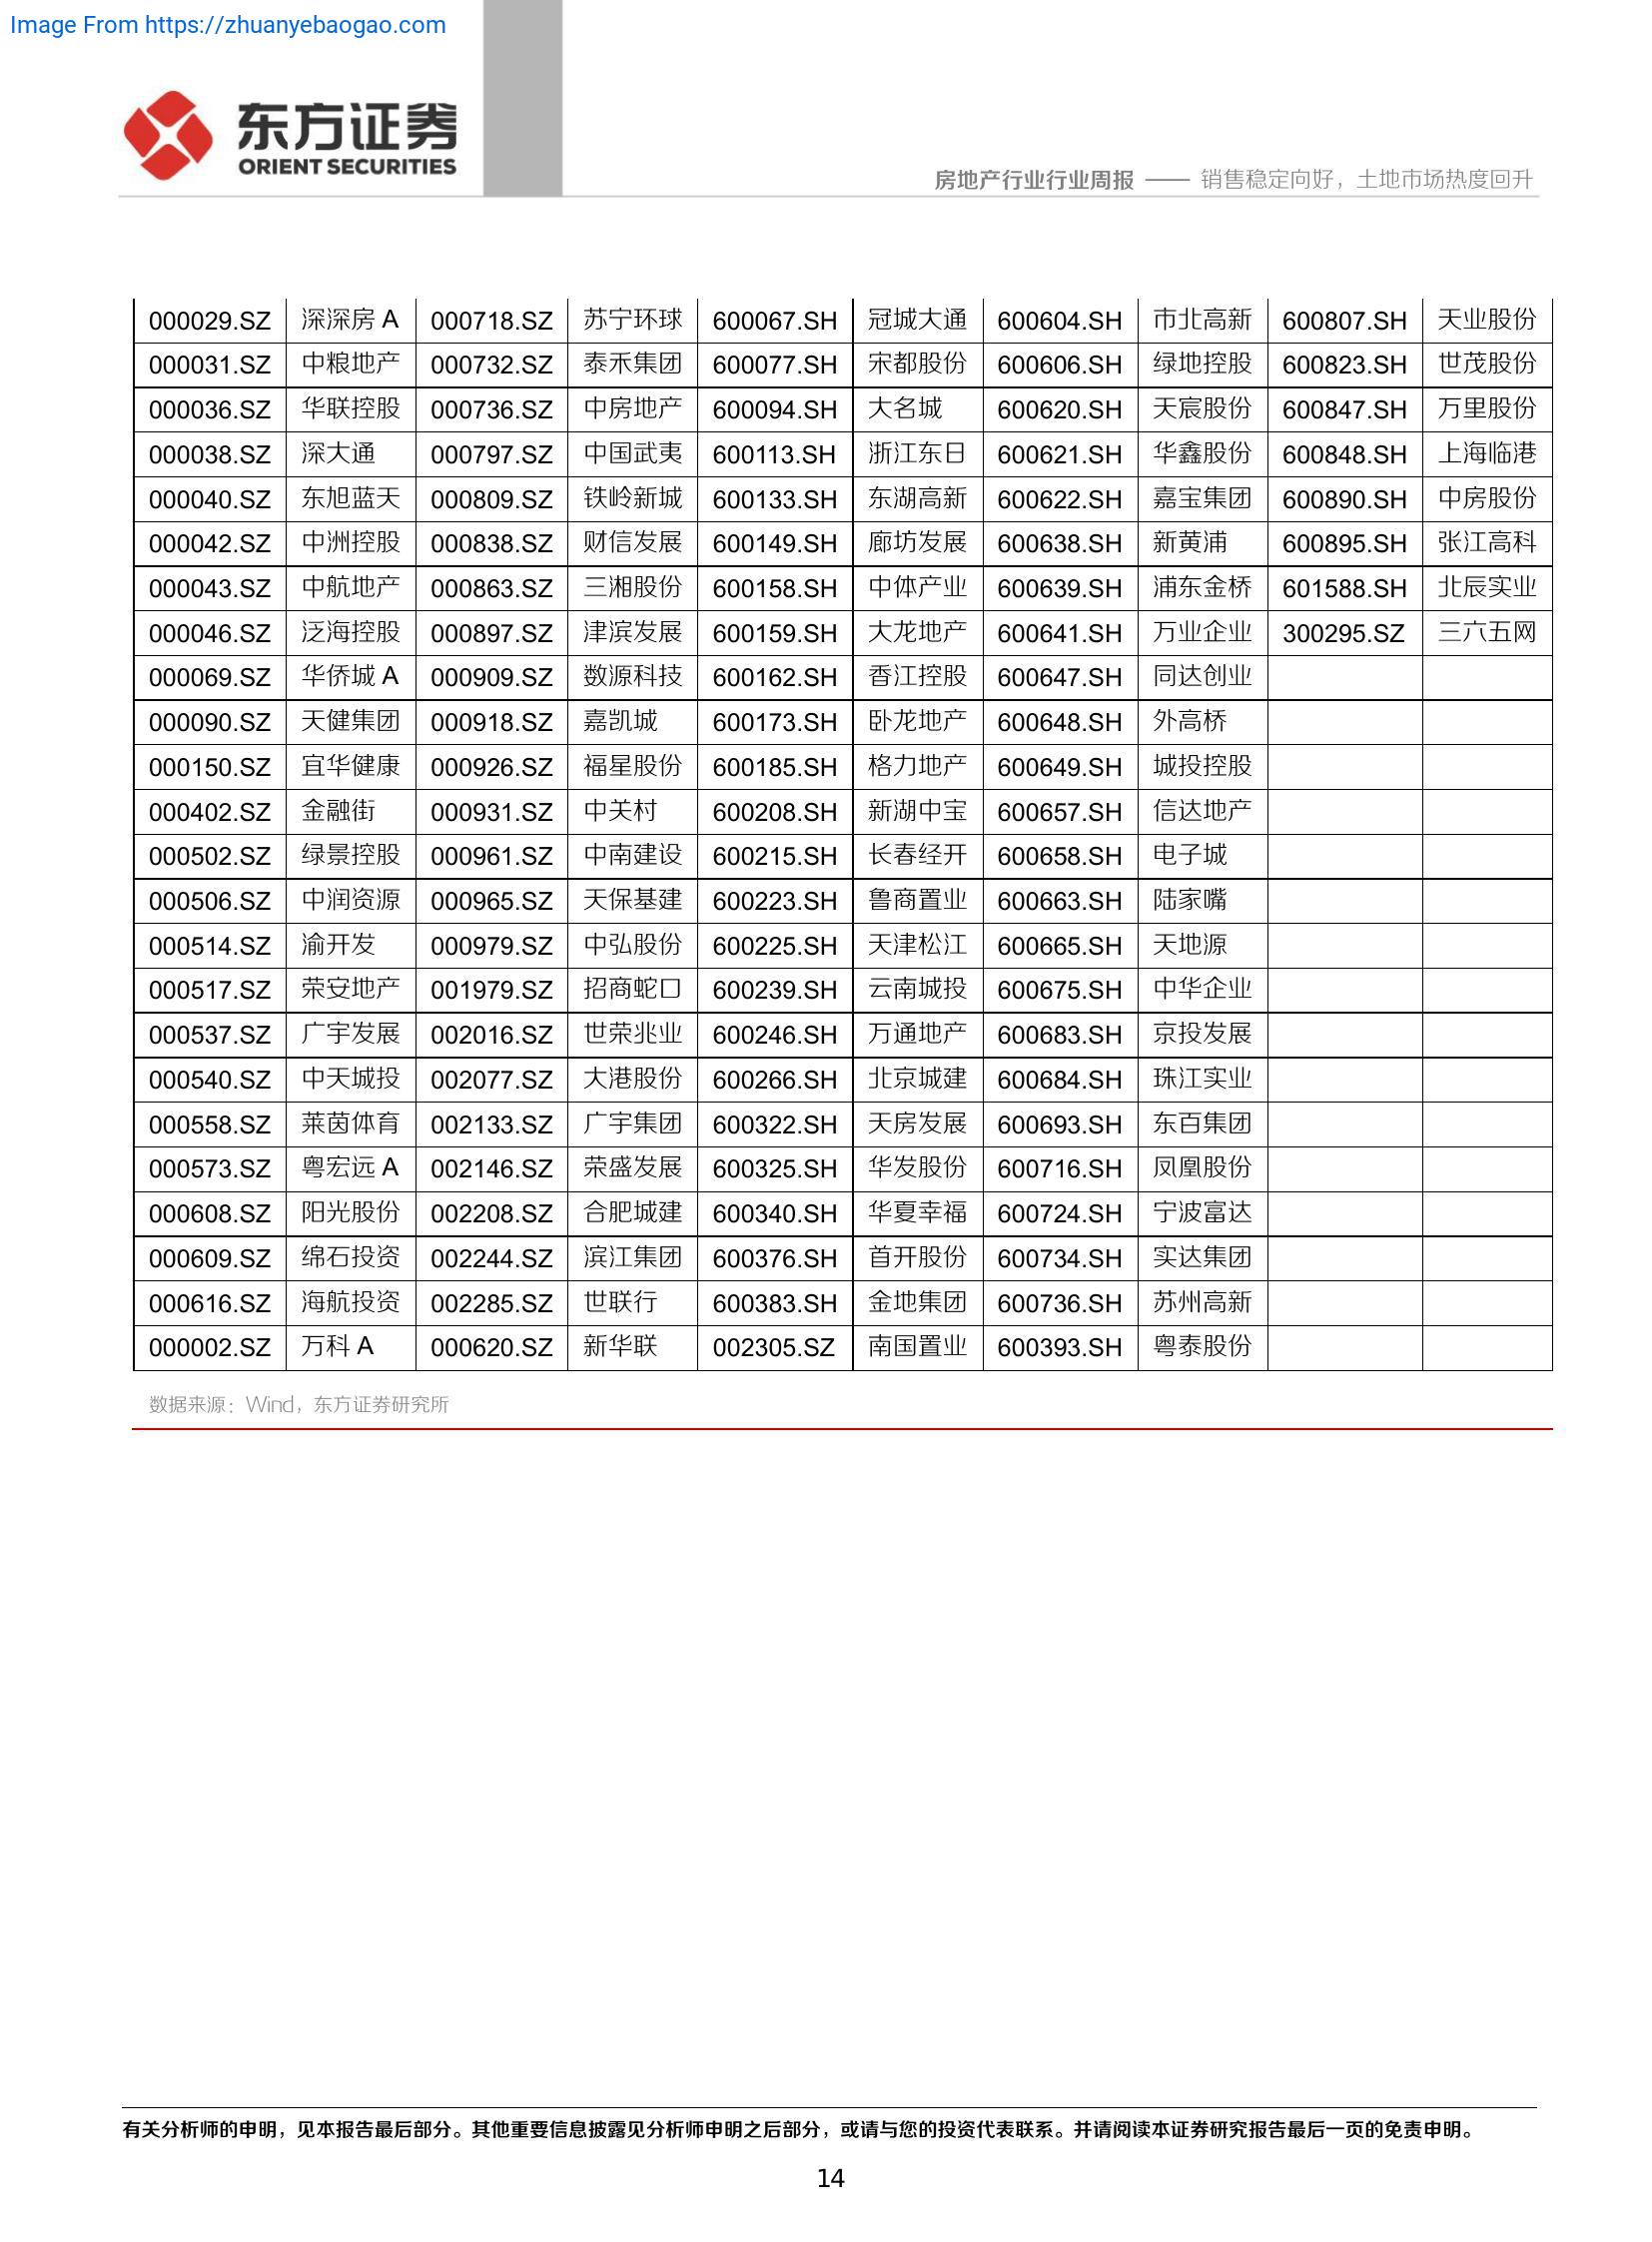 Image From https://zhuanyebaogao.com
东方证券
ORIENT SECURITIES
房地产行业行业周报 —— 销售稳定向好，土地市场热度回升
000029.SZ 深深房 A 000718.SZ 苏宁环球 600067.SH 冠城大通 600604.SH 市北高新 600807.SH 天业股份
000031.SZ 中粮地产 000732.SZ 泰禾集团 600077.SH 宋都股份 600606.SH 绿地控股 600823.SH 世茂股份
000036.SZ 华联控股 000736.SZ 中房地产 600094.SH 大名城 600620.SH 天宸股份 600847.SH 万里股份
000038.SZ 深大通 000797.SZ 中国武夷 600113.SH 浙江东日 600621.SH 华鑫股份 600848.SH 上海临港
000040.SZ 东旭蓝天 000809.SZ 铁岭新城 600133.SH 东湖高新 600622.SH 嘉宝集团 600890.SH 中房股份
000042.SZ 中洲控股 000838.SZ 财信发展 600149.SH 廊坊发展 600638.SH 新黄浦 600895.SH 张江高科
000043.SZ 中航地产 000863.SZ 三湘股份 600158.SH 中体产业 600639.SH 浦东金桥 601588.SH 北辰实业
000046.SZ 泛海控股 000897.SZ 津滨发展 600159.SH 大龙地产 600641.SH 万业企业 300295.SZ 三六五网
000069.SZ 华侨城 A 000909.SZ 数源科技 600162.SH 香江控股 600647.SH 同达创业
000090.SZ 天健集团 000918.SZ 嘉凯城 600173.SH 卧龙地产 600648.SH 外高桥
000150.SZ 宜华健康 000926.SZ 福星股份 600185.SH 格力地产 600649.SH 城投控股
000402.SZ 金融街 000931.SZ 中关村 600208.SH 新湖中宝 600657.SH 信达地产
000502.SZ 绿景控股 000961.SZ 中南建设 600215.SH 长春经开 600658.SH 电子城
000506.SZ 中润资源 000965.SZ 天保基建 600223.SH 鲁商置业 600663.SH 陆家嘴
000514.SZ 渝开发 000979.SZ 中弘股份 600225.SH 天津松江 600665.SH 天地源
000517.SZ 荣安地产 001979.SZ 招商蛇口 600239.SH 云南城投 600675.SH 中华企业
000537.SZ 广宇发展 002016.SZ 世荣兆业 600246.SH 万通地产 600683.SH 京投发展
000540.SZ 中天城投 002077.SZ 大港股份 600266.SH 北京城建 600684.SH 珠江实业
000558.SZ 莱茵体育 002133.SZ 广宇集团 600322.SH 天房发展 600693.SH 东百集团
000573.SZ 粤宏远 A 002146.SZ 荣盛发展 600325.SH 华发股份 600716.SH 凤凰股份
000608.SZ 阳光股份 002208.SZ 合肥城建 600340.SH 华夏幸福 600724.SH 宁波富达
000609.SZ 绵石投资 002244.SZ 滨江集团 600376.SH 首开股份 600734.SH 实达集团
000616.SZ 海航投资 002285.SZ 世联行 600383.SH 金地集团 600736.SH 苏州高新
000002.SZ 万科 A 000620.SZ 新华联 002305.SZ 南国置业 600393.SH 粤泰股份
数据来源：Wind，东方证券研究所
有关分析师的申明，见本报告最后部分。其他重要信息披露见分析师申明之后部分，或请与您的投资代表联系。并请阅读本证券研究报告最后一页的免责申明。
14